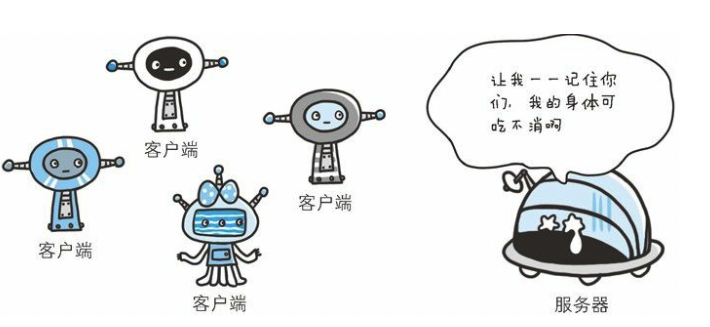 让我一一记住你
们，我的身体可
吃不消啊
客户端
客户端
客户端
客户端
服务器